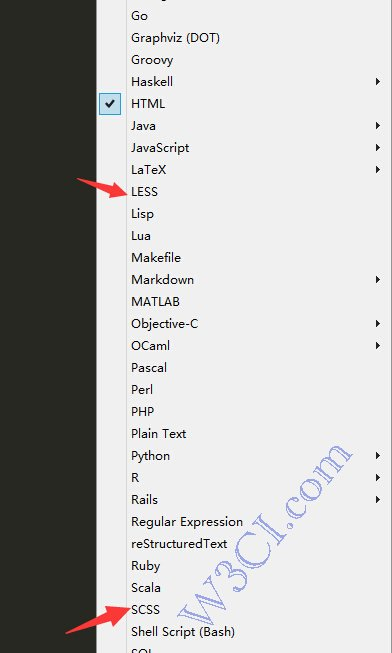 Go
Graphviz (DOT)
Groovy
Haskell
HTML
Java
JavaScript
LaTeX
LESS
Lisp
Lua
Makefile
Markdown
MATLAB
Objective-C
OCaml
Pascal
Perl
PHP
Plain Text
Python
R
Rails
Regular Expression
reStructuredText
Ruby
Scala
SCSS
Shell Script (Bash)
W3CI.com